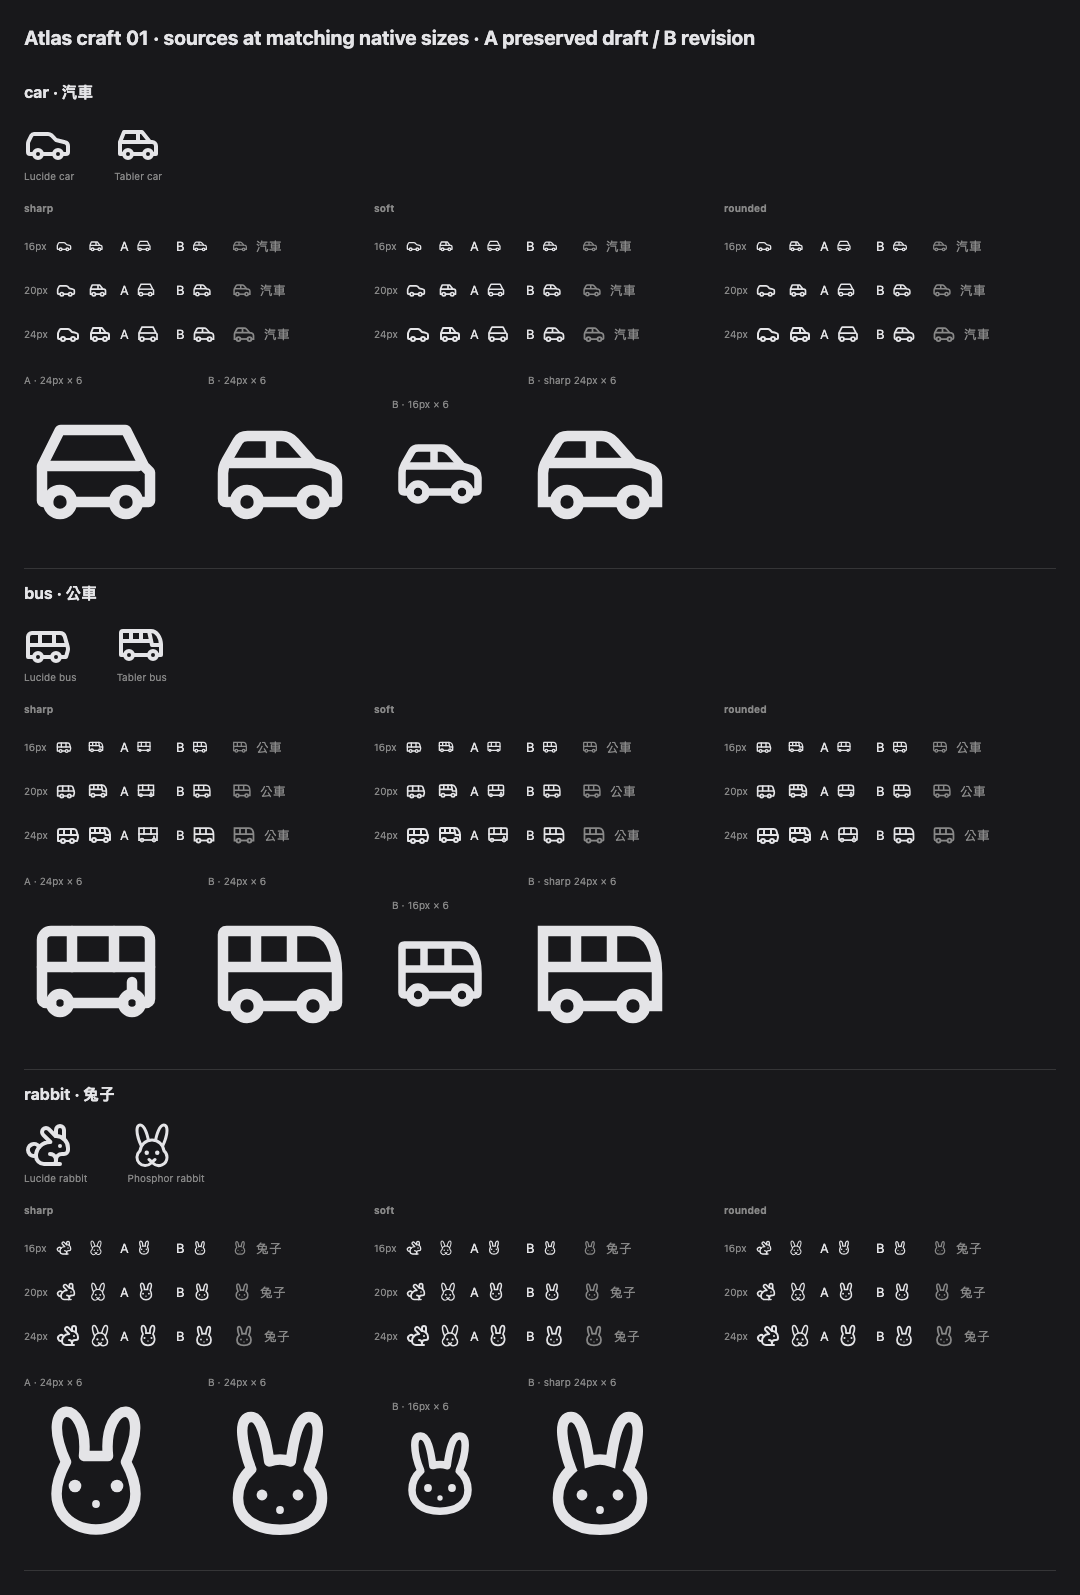 Atlas craft 01 · sources at matching native sizes · A preserved draft / B revision
car · 汽車
Lucide car Tabler car
sharp soft rounded
16px A B 汽車 16px A B 汽車 16px A B 汽車
20px A B 汽車 20px A B 汽車 20px A B 汽車
24px A B 汽車 24px A B 汽車 24px A B 汽車
A · 24px × 6 B · 24px × 6 B · 16px × 6 B · sharp 24px × 6
bus · 公車
Lucide bus Tabler bus
sharp soft rounded
16px A B 公車 16px A B 公車 16px A B 公車
20px A B 公車 20px A B 公車 20px A B 公車
24px A B 公車 24px A B 公車 24px A B 公車
A · 24px × 6 B · 24px × 6 B · 16px × 6 B · sharp 24px × 6
rabbit · 兔子
Lucide rabbit Phosphor rabbit
sharp soft rounded
16px A B 兔子 16px A B 兔子 16px A B 兔子
20px A B 兔子 20px A B 兔子 20px A B 兔子
24px A B 兔子 24px A B 兔子 24px A B 兔子
A · 24px × 6 B · 24px × 6 B · 16px × 6 B · sharp 24px × 6